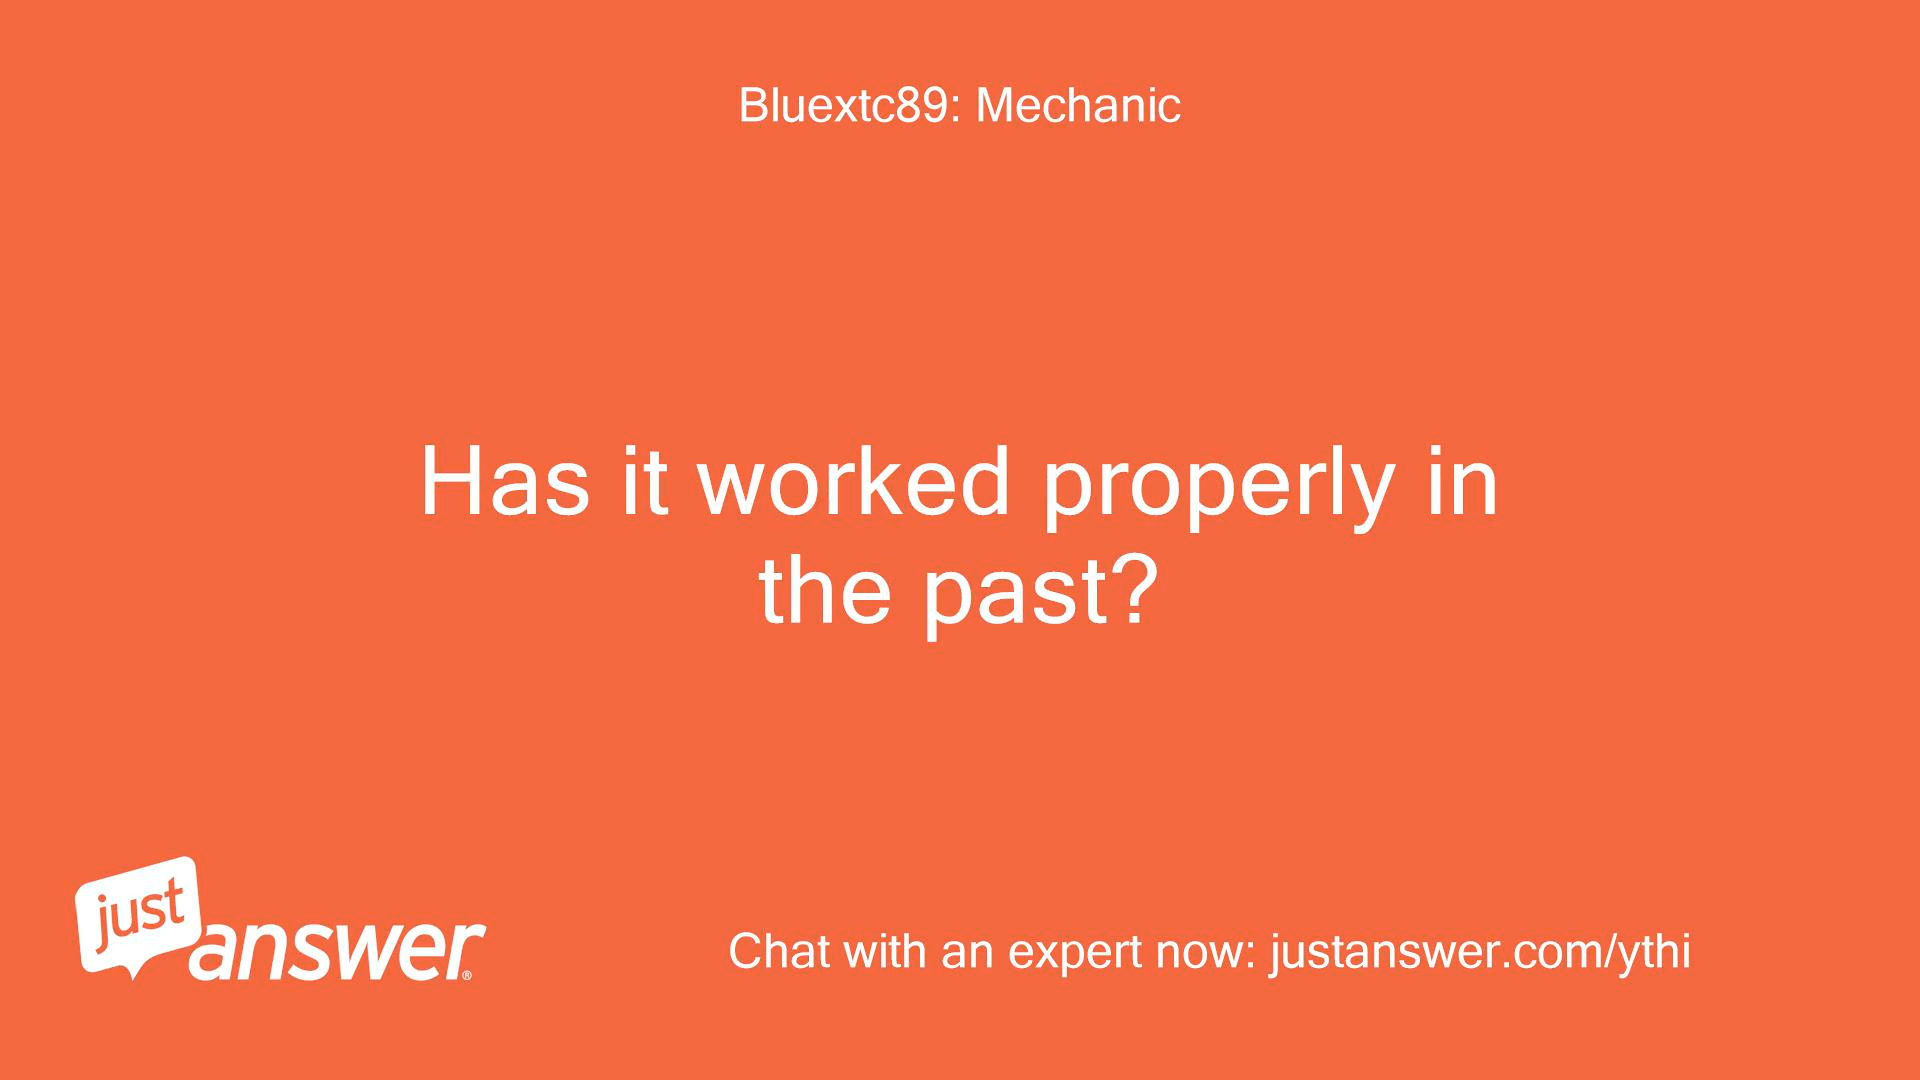 Bluextc89: Mechanic
Has it worked properly in
the past?
just
answer®
Chat with an expert now: justanswer.com/ythi